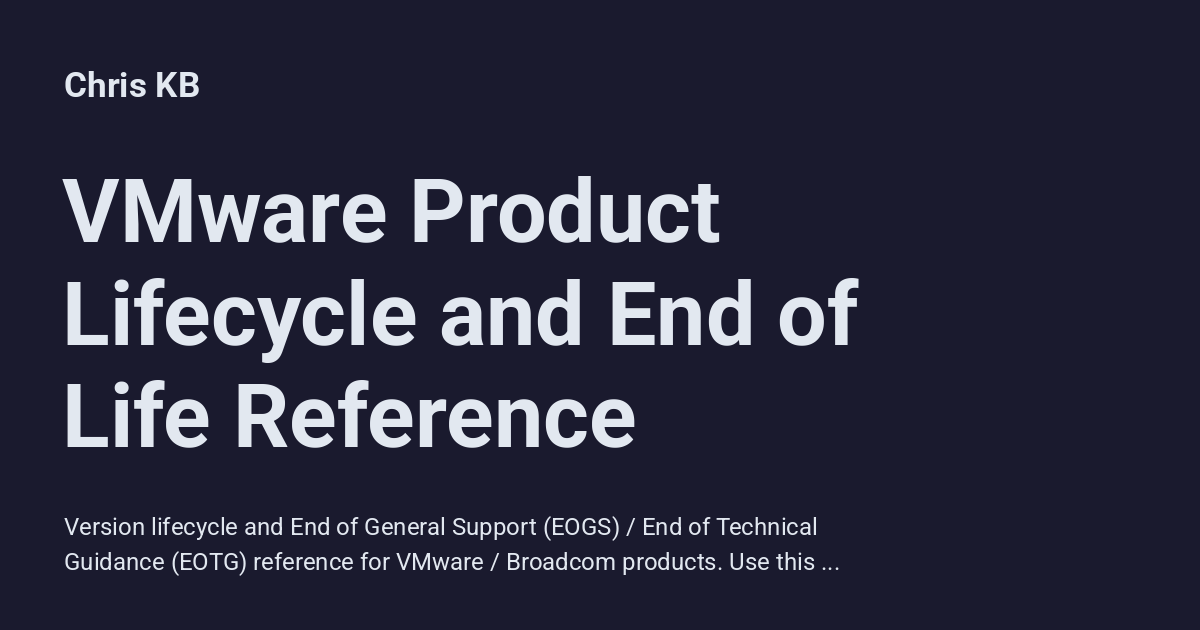 Chris KB
VMware Product
Lifecycle and End of
Life Reference
Version lifecycle and End of General Support (EOGS) / End of Technical
Guidance (EOTG) reference for VMware / Broadcom products. Use this ...